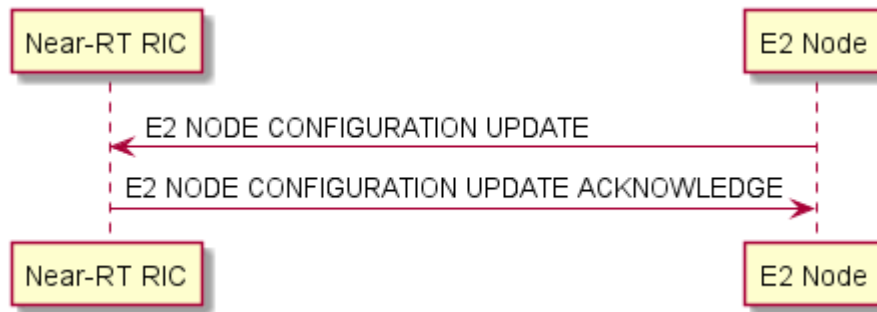 Near-RT RIC
E2 Node
E2 NODE CONFIGURATION UPDATE
E2 NODE CONFIGURATION UPDATE ACKNOWLEDGE
Near-RT RIC
E2 Node